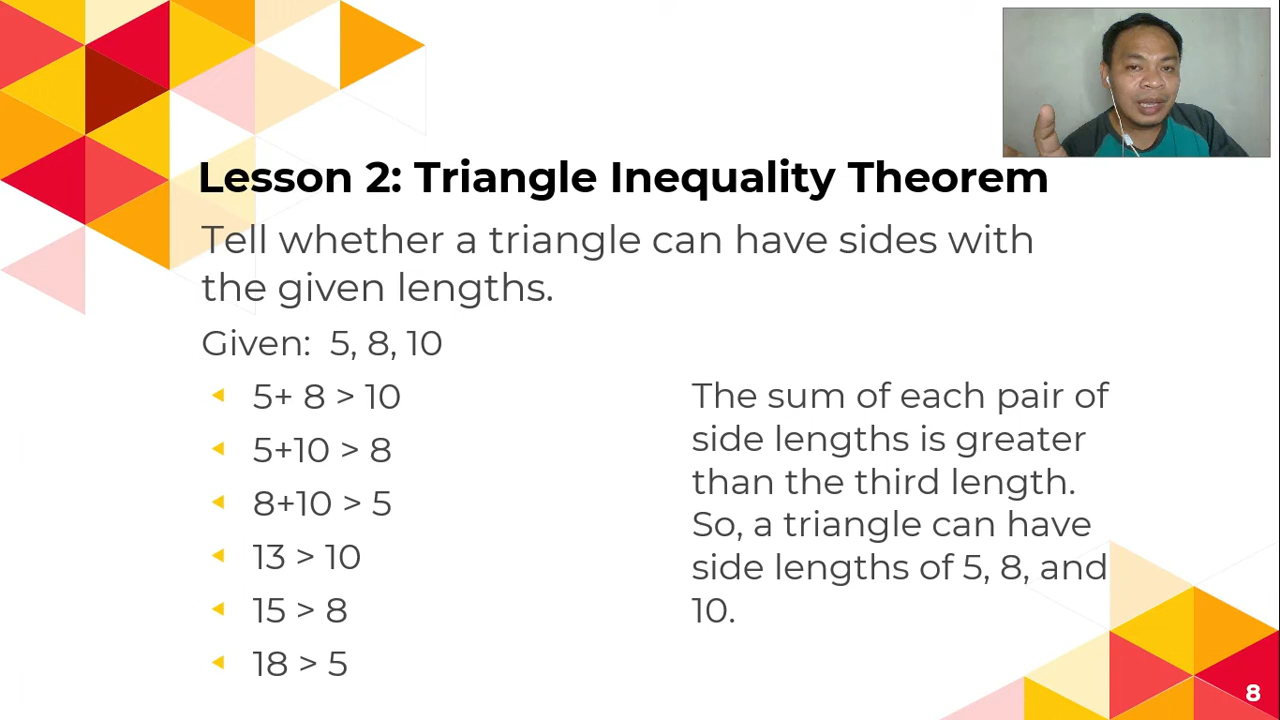 Lesson 2: Triangle Inequality Theorem
Tell whether a triangle can have sides with
the given lengths.
Given:  5, 8, 10
5+ 8 > 10
5+10 > 8
8+10 > 5
13 > 10
15 > 8
18 > 5
The sum of each pair of
side lengths is greater
than the third length.
So, a triangle can have
side lengths of 5, 8, and
10.
8